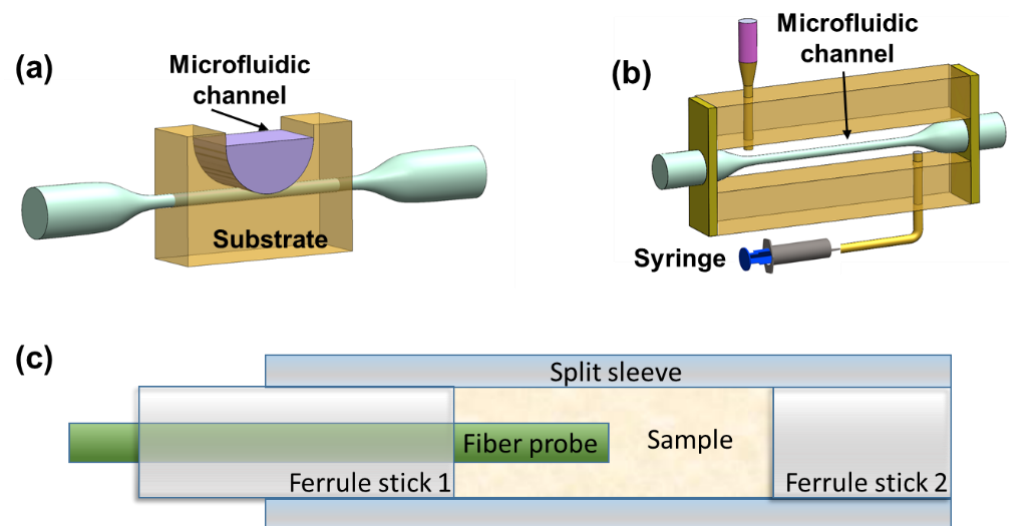 (a)
Microfluidic
channel
Substrate
(b)
Microfluidic
channel
Syringe
(c)
Split sleeve
Fiber probe
Sample
Ferrule stick 1
Ferrule stick 2